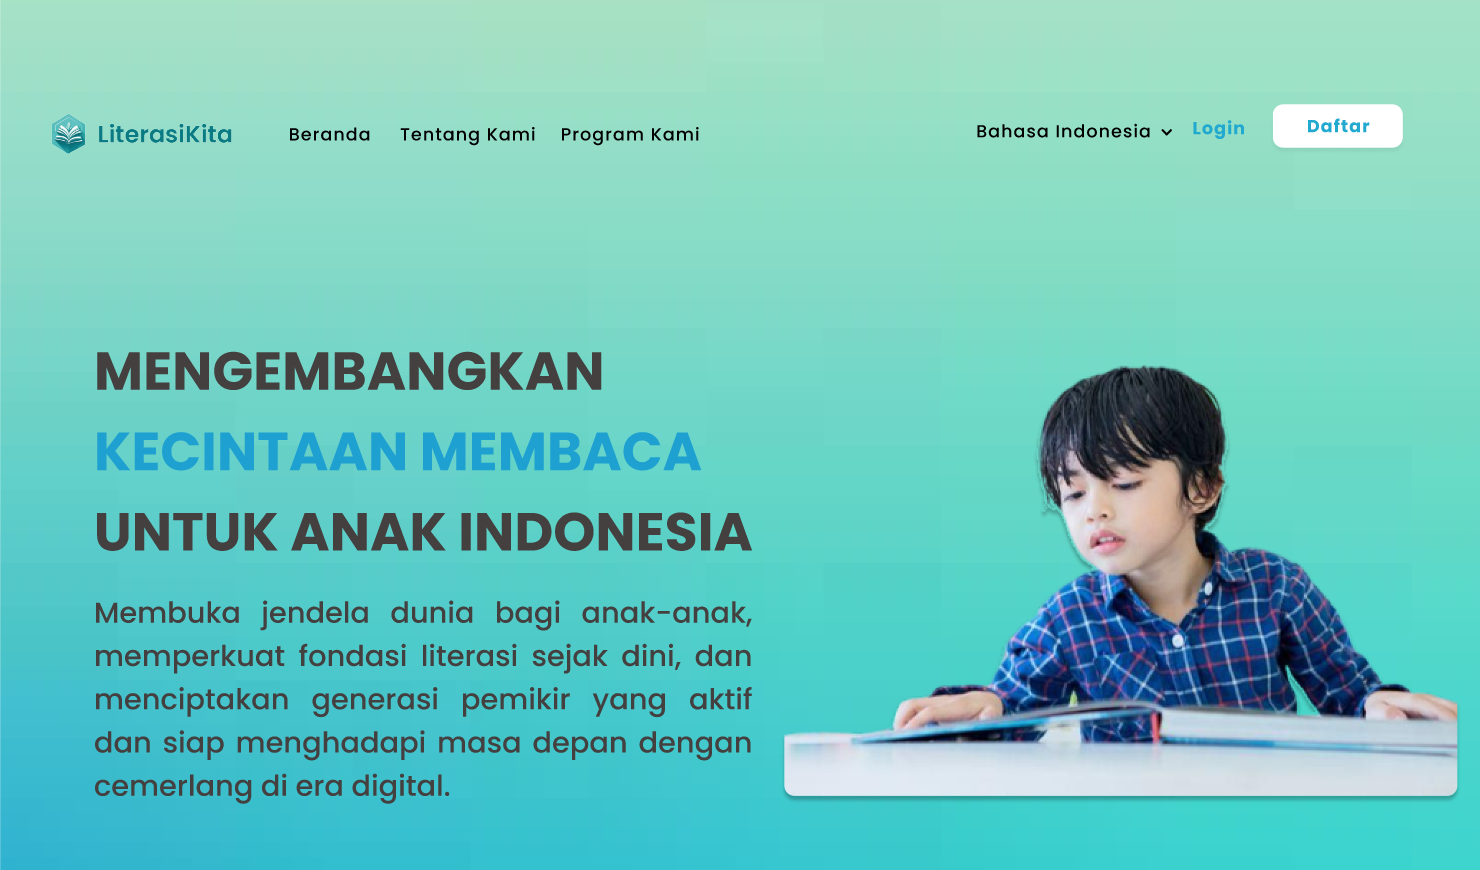 LiterasiKita
Beranda Tentang Kami Program Kami
Bahasa Indonesia Login Daftar
MENGEMBANGKAN
KECINTAAN MEMBACA
UNTUK ANAK INDONESIA
Membuka jendela dunia bagi anak-anak,
memperkuat fondasi literasi sejak dini, dan
menciptakan generasi pemikir yang aktif
dan siap menghadapi masa depan dengan
cemerlang di era digital.